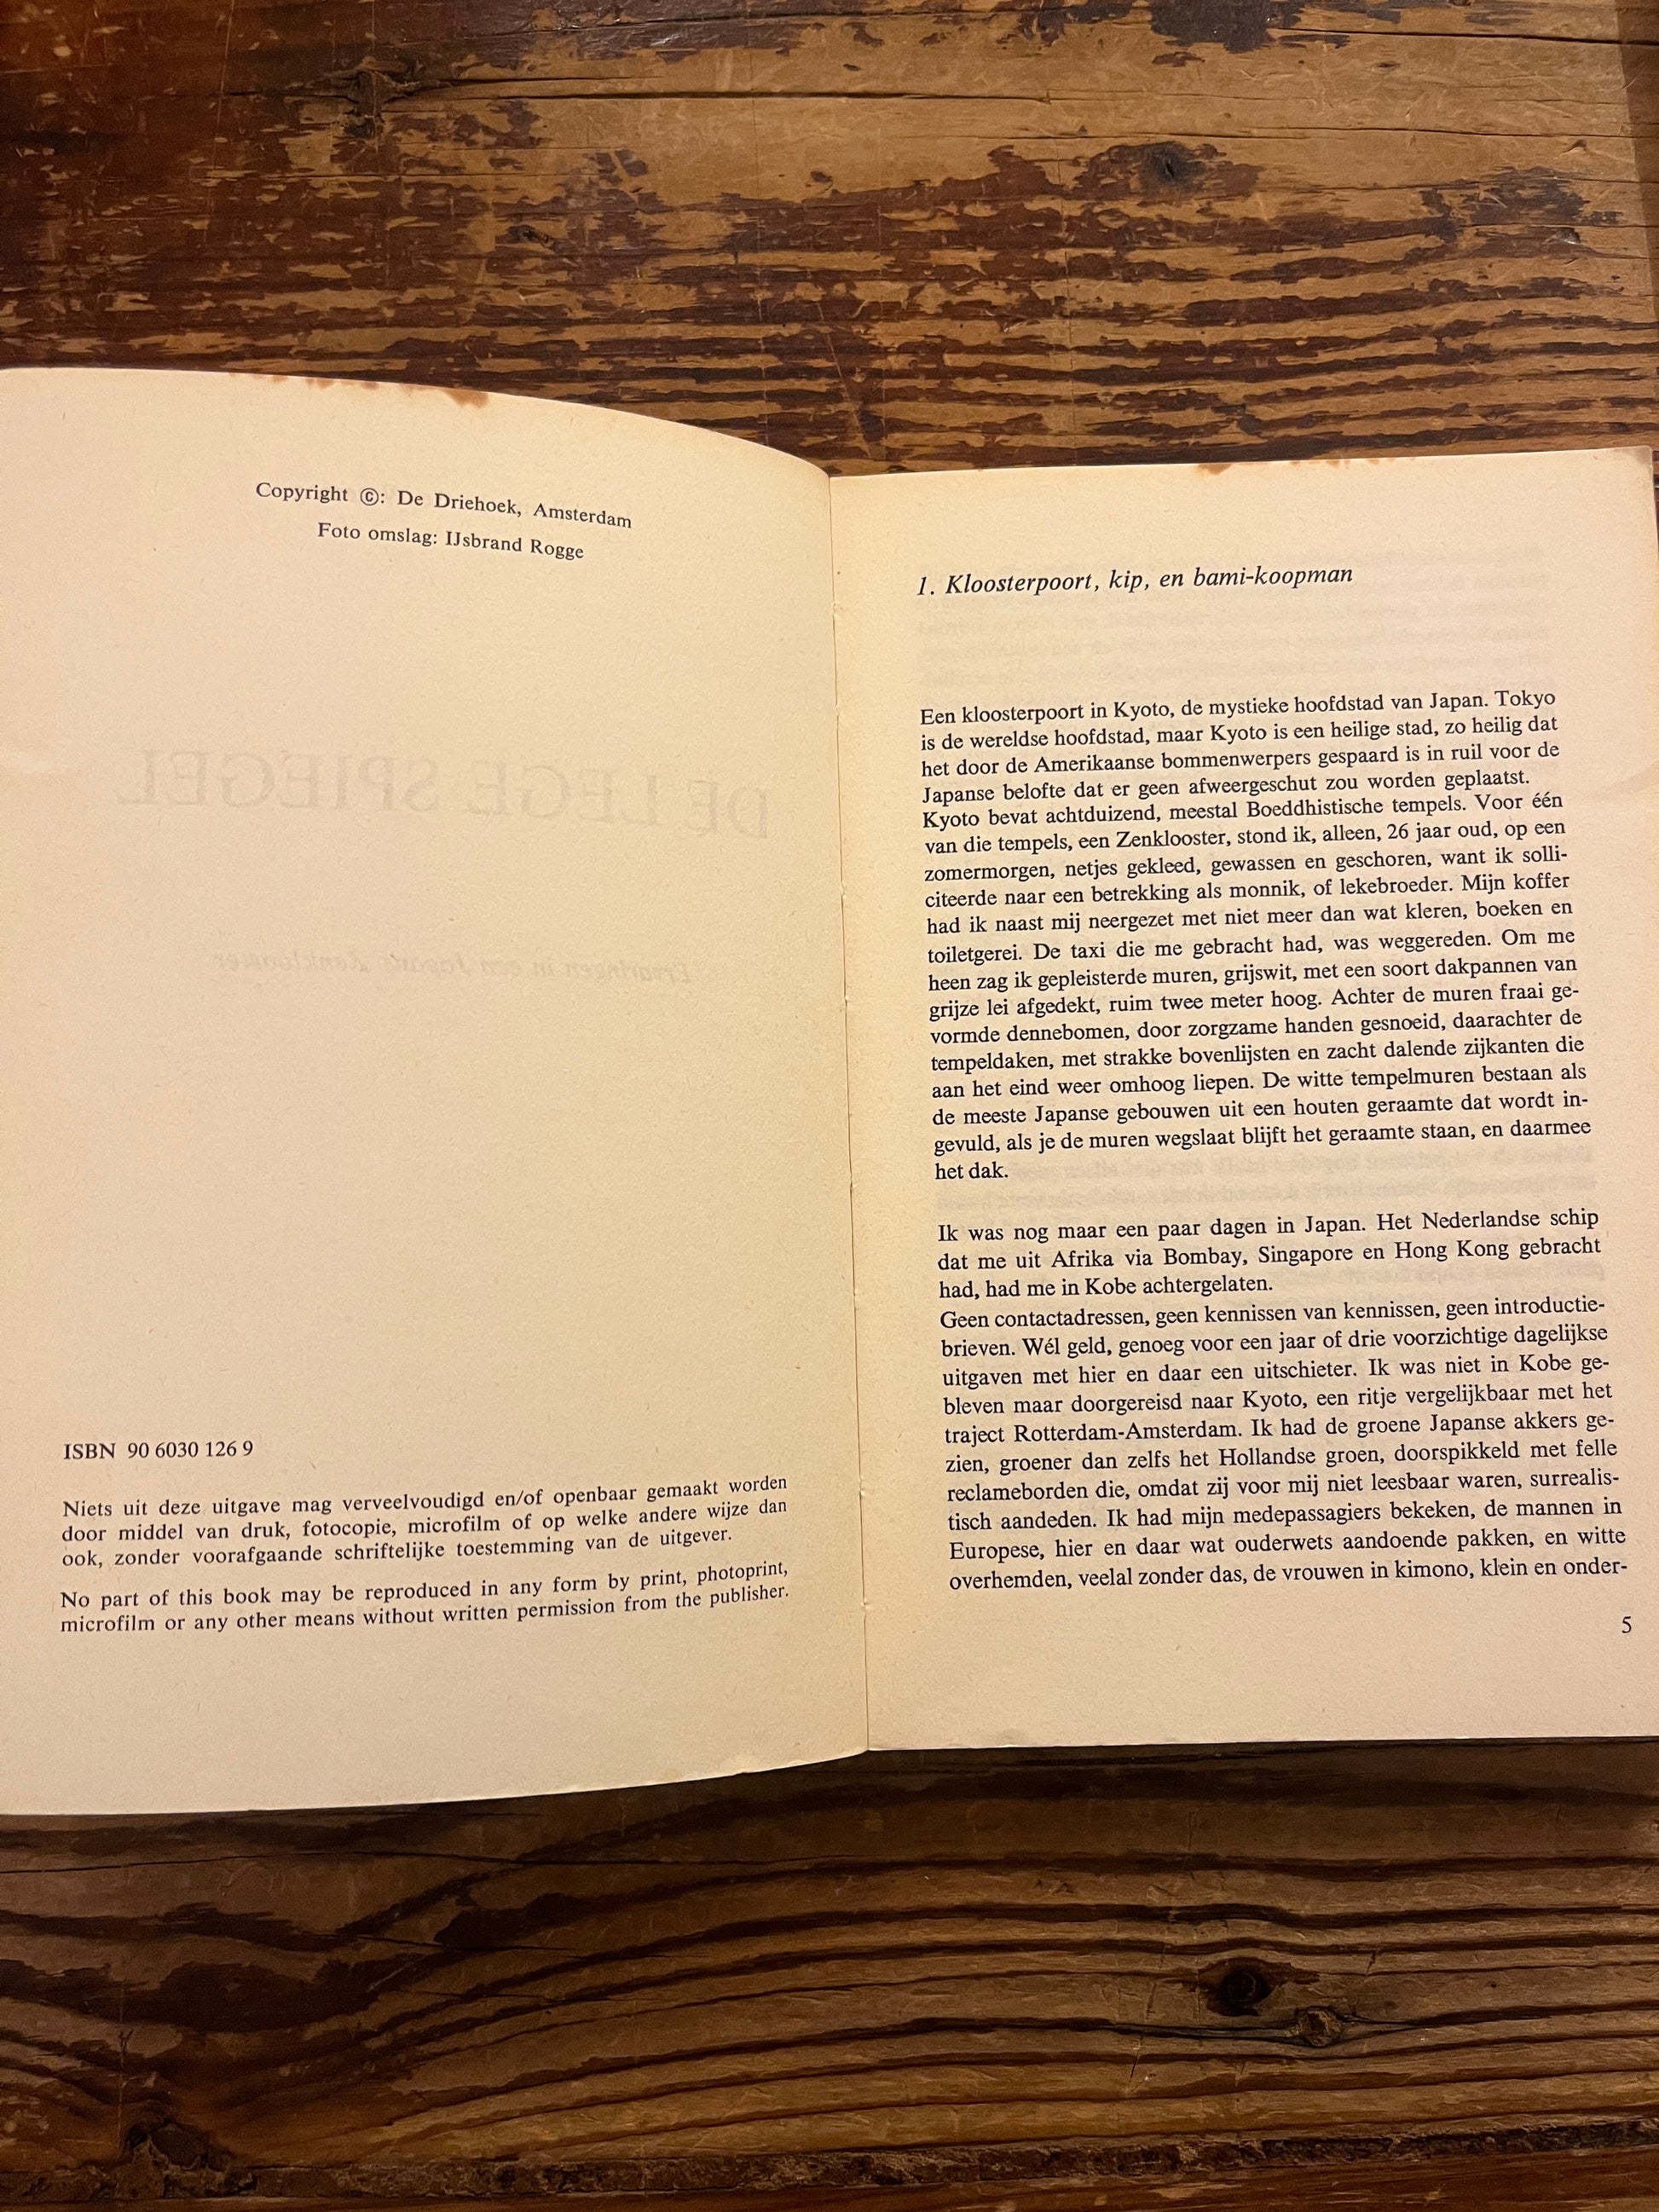 Copyright ©: De Driehoek, Amsterdam
Foto omslag: IJsbrand Rogge
DE LEGE SPIEGEL
Ervaringen in een Japans Zenklooster
ISBN 90 6030 126 9
Niets uit deze uitgave mag verveelvoudigd en/of openbaar gemaakt worden
door middel van druk, fotocopie, microfilm of op welke andere wijze dan
ook, zonder voorafgaande schriftelijke toestemming van de uitgever.
No part of this book may be reproduced in any form by print, photoprint,
microfilm or any other means without written permission from the publisher.
1. Kloosterpoort, kip, en bami-koopman
Een kloosterpoort in Kyoto, de mystieke hoofdstad van Japan. Tokyo
is de wereldse hoofdstad, maar Kyoto is een heilige stad, zo heilig dat
het door de Amerikaanse bommenwerpers gespaard is in ruil voor de
Japanse belofte dat er geen afweergeschut zou worden geplaatst.
Kyoto bevat achtduizend, meestal Boeddhistische tempels. Voor één
van die tempels, een Zenklooster, stond ik, alleen, 26 jaar oud, op een
zomermorgen, netjes gekleed, gewassen en geschoren, want ik solli-
citeerde naar een betrekking als monnik, of lekebroeder. Mijn koffer
had ik naast mij neergezet met niet meer dan wat kleren, boeken en
toiletgerei. De taxi die me gebracht had, was weggereden. Om me
heen zag ik gepleisterde muren, grijswit, met een soort dakpannen van
grijze lei afgedekt, ruim twee meter hoog. Achter de muren fraai ge-
vormde dennebomen, door zorgzame handen gesnoeid, daarachter de
tempeldaken, met strakke bovenlijsten en zacht dalende zijkanten die
aan het eind weer omhoog liepen. De witte tempelmuren bestaan als
de meeste Japanse gebouwen uit een houten geraamte dat wordt in-
gevuld, als je de muren wegslaat blijft het geraamte staan, en daarmee
het dak.
Ik was nog maar een paar dagen in Japan. Het Nederlandse schip
dat me uit Afrika via Bombay, Singapore en Hong Kong gebracht
had, had me in Kobe achtergelaten.
Geen contactadressen, geen kennissen van kennissen, geen introductie-
brieven. Wél geld, genoeg voor een jaar of drie voorzichtige dagelijkse
uitgaven met hier en daar een uitschieter. Ik was niet in Kobe ge-
bleven maar doorgereisd naar Kyoto, een ritje vergelijkbaar met het
traject Rotterdam-Amsterdam. Ik had de groene Japanse akkers ge-
zien, groener dan zelfs het Hollandse groen, doorspikkeld met felle
reclameborden die, omdat zij voor mij niet leesbaar waren, surrealis-
tisch aandeden. Ik had mijn medepassagiers bekeken, de mannen in
Europese, hier en daar wat ouderwets aandoende pakken, en witte
overhemden, veelal zonder das, de vrouwen in kimono, klein en onder-
5